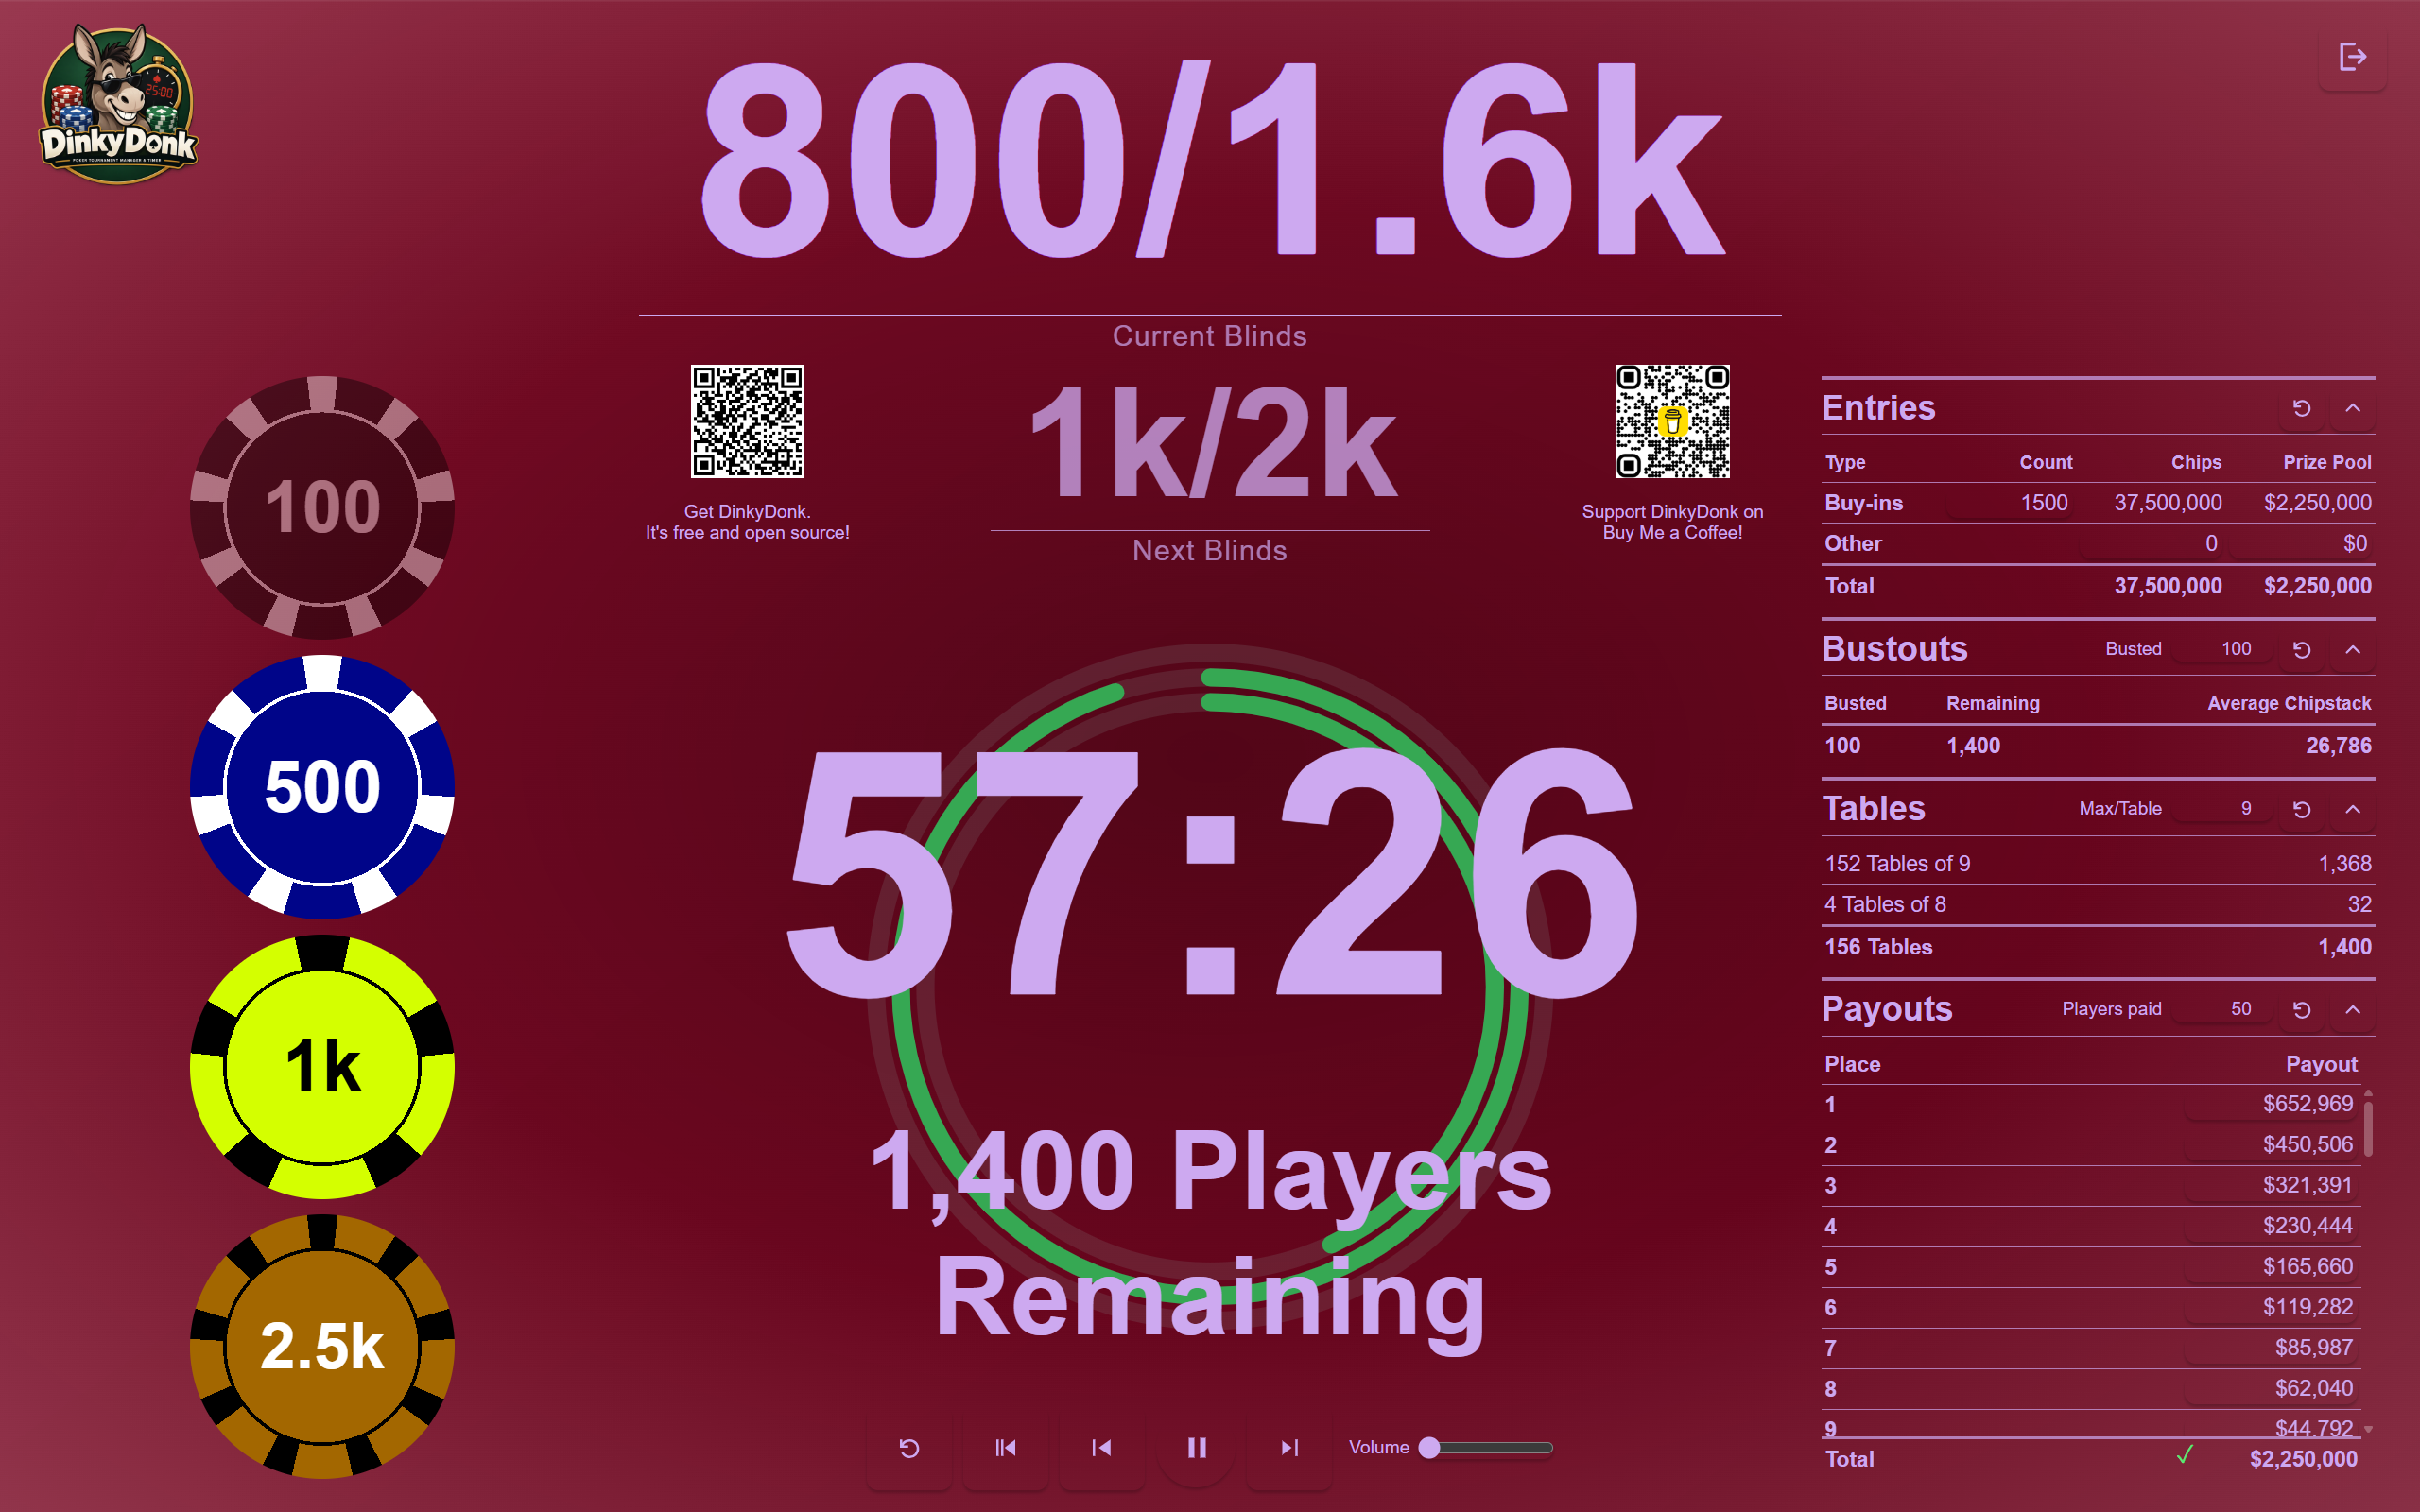 25:00
DinkyDonk
POKER TOURNAMENT MANAGER & TIMER
800/1.6k
Current Blinds
1k/2k
Next Blinds
Get DinkyDonk.
It's free and open source!
Support DinkyDonk on
Buy Me a Coffee!
100
500
1k
2.5k
57:26
1,400 Players
Remaining
Volume
Entries
Type Count Chips Prize Pool
Buy-ins 1500 37,500,000 $2,250,000
Other 0 $0
Total 37,500,000 $2,250,000
Bustouts Busted 100
Busted Remaining Average Chipstack
100 1,400 26,786
Tables Max/Table 9
152 Tables of 9 1,368
4 Tables of 8 32
156 Tables 1,400
Payouts Players paid 50
Place Payout
1 $652,969
2 $450,506
3 $321,391
4 $230,444
5 $165,660
6 $119,282
7 $85,987
8 $62,040
9 $44,792
Total ✓ $2,250,000